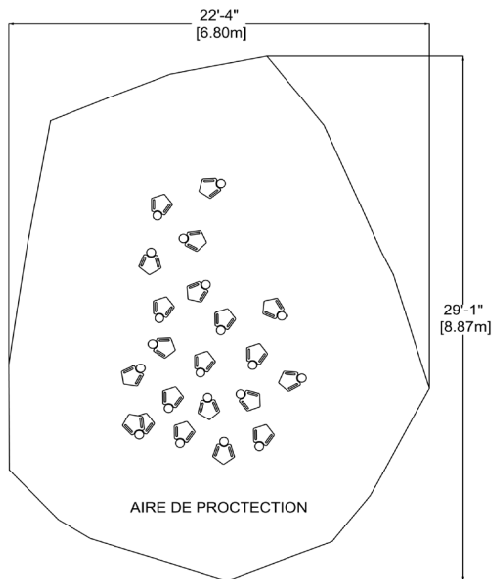 22'-4"
[6.80m]
29'-1"
[8.87m]
AIRE DE PROCTECTION